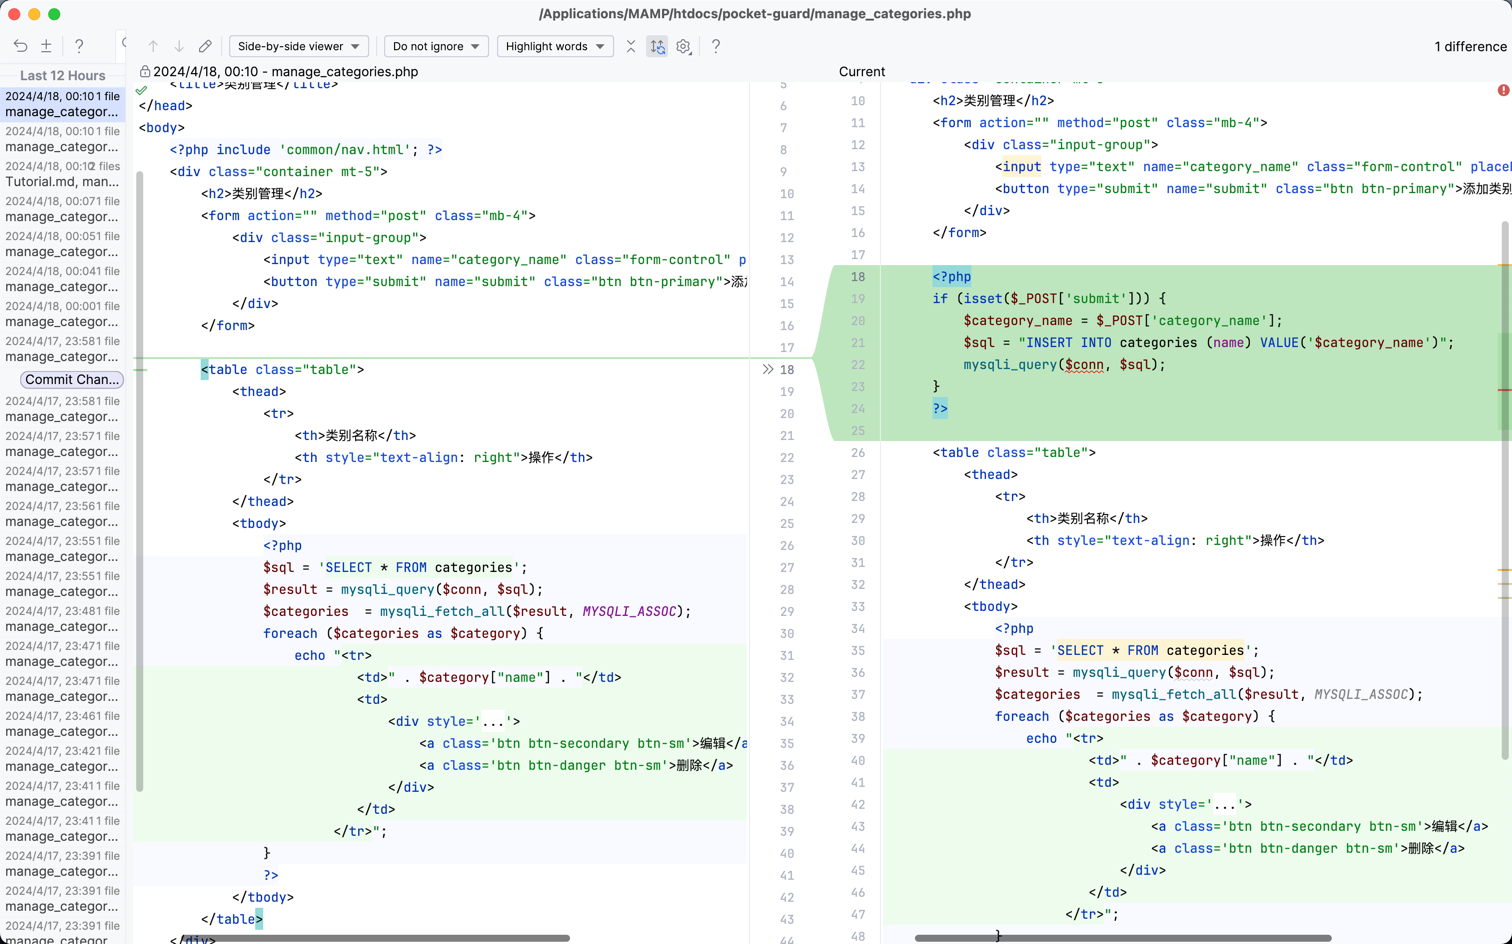 /Applications/MAMP/htdocs/pocket-guard/manage_categories.php
Side-by-side viewer
Do not ignore
Highlight words
?
?
1 difference
Last 12 Hours
2024/4/18, 00:10 1 file
manage_categor...
2024/4/18, 00:10 1 file
manage_categor...
2024/4/18, 00:10 2 files
Tutorial.md, man...
2024/4/18, 00:07 1 file
manage_categor...
2024/4/18, 00:05 1 file
manage_categor...
2024/4/18, 00:04 1 file
manage_categor...
2024/4/18, 00:00 1 file
manage_categor...
2024/4/17, 23:58 1 file
manage_categor...
Commit Chan...
2024/4/17, 23:58 1 file
manage_categor...
2024/4/17, 23:57 1 file
manage_categor...
2024/4/17, 23:57 1 file
manage_categor...
2024/4/17, 23:56 1 file
manage_categor...
2024/4/17, 23:55 1 file
manage_categor...
2024/4/17, 23:55 1 file
manage_categor...
2024/4/17, 23:48 1 file
manage_categor...
2024/4/17, 23:47 1 file
manage_categor...
2024/4/17, 23:47 1 file
manage_categor...
2024/4/17, 23:46 1 file
manage_categor...
2024/4/17, 23:42 1 file
manage_categor...
2024/4/17, 23:41 1 file
manage_categor...
2024/4/17, 23:41 1 file
manage_categor...
2024/4/17, 23:39 1 file
manage_categor...
2024/4/17, 23:39 1 file
manage_categor...
2024/4/17, 23:39 1 file
manage_categor...
2024/4/18, 00:10 - manage_categories.php
<title>类别管理</title> 5
</head> 6
<body> 7
<?php include 'common/nav.html'; ?> 8
<div class="container mt-5"> 9
<h2>类别管理</h2> 10
<form action="" method="post" class="mb-4"> 11
<div class="input-group"> 12
<input type="text" name="category_name" class="form-control" p 13
<button type="submit" name="submit" class="btn btn-primary">添 14
</div> 15
</form> 16
17
<table class="table"> 18
<thead> 19
<tr> 20
<th>类别名称</th> 21
<th style="text-align: right">操作</th> 22
</tr> 23
</thead> 24
<tbody> 25
<?php 26
$sql = 'SELECT * FROM categories'; 27
$result = mysqli_query($conn, $sql); 28
$categories  = mysqli_fetch_all($result, MYSQLI_ASSOC); 29
foreach ($categories as $category) { 30
echo "<tr> 31
<td>" . $category["name"] . "</td> 32
<td> 33
<div style='...'> 34
<a class='btn btn-secondary btn-sm'>编辑</a 35
<a class='btn btn-danger btn-sm'>删除</a> 36
</div> 37
</td> 38
</tr>"; 39
} 40
?> 41
</tbody> 42
</table> 43
</div> 44
Current
10 <h2>类别管理</h2>
11 <form action="" method="post" class="mb-4">
12 <div class="input-group">
13 <input type="text" name="category_name" class="form-control" placeh
14 <button type="submit" name="submit" class="btn btn-primary">添加类别
15 </div>
16 </form>
17
18 <?php
19 if (isset($_POST['submit'])) {
20 $category_name = $_POST['category_name'];
21 $sql = "INSERT INTO categories (name) VALUE('$category_name')";
22 mysqli_query($conn, $sql);
23 }
24 ?>
25
26 <table class="table">
27 <thead>
28 <tr>
29 <th>类别名称</th>
30 <th style="text-align: right">操作</th>
31 </tr>
32 </thead>
33 <tbody>
34 <?php
35 $sql = 'SELECT * FROM categories';
36 $result = mysqli_query($conn, $sql);
37 $categories  = mysqli_fetch_all($result, MYSQLI_ASSOC);
38 foreach ($categories as $category) {
39 echo "<tr>
40 <td>" . $category["name"] . "</td>
41 <td>
42 <div style='...'>
43 <a class='btn btn-secondary btn-sm'>编辑</a>
44 <a class='btn btn-danger btn-sm'>删除</a>
45 </div>
46 </td>
47 </tr>";
48 }